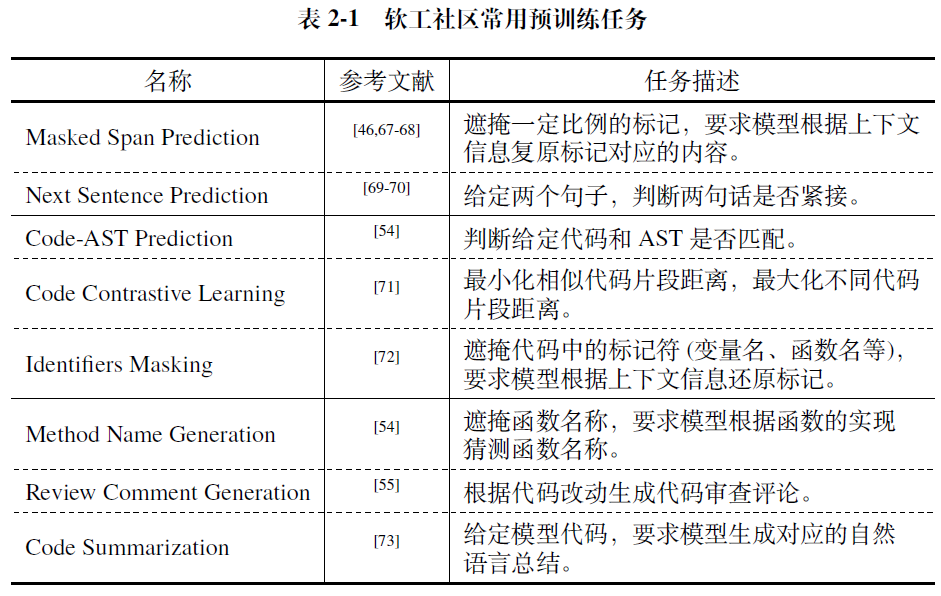 表 2-1 软工社区常用预训练任务
名称 参考文献 任务描述
Masked Span Prediction [46,67-68] 遮掩一定比例的标记，要求模型根据上下文
信息复原标记对应的内容。
Next Sentence Prediction [69-70] 给定两个句子，判断两句话是否紧接。
Code-AST Prediction [54] 判断给定代码和 AST 是否匹配。
Code Contrastive Learning [71] 最小化相似代码片段距离，最大化不同代码
片段距离。
Identifiers Masking [72] 遮掩代码中的标记符 (变量名、函数名等)，
要求模型根据上下文信息还原标记。
Method Name Generation [54] 遮掩函数名称，要求模型根据函数的实现
猜测函数名称。
Review Comment Generation [55] 根据代码改动生成代码审查评论。
Code Summarization [73] 给定模型代码，要求模型生成对应的自然
语言总结。